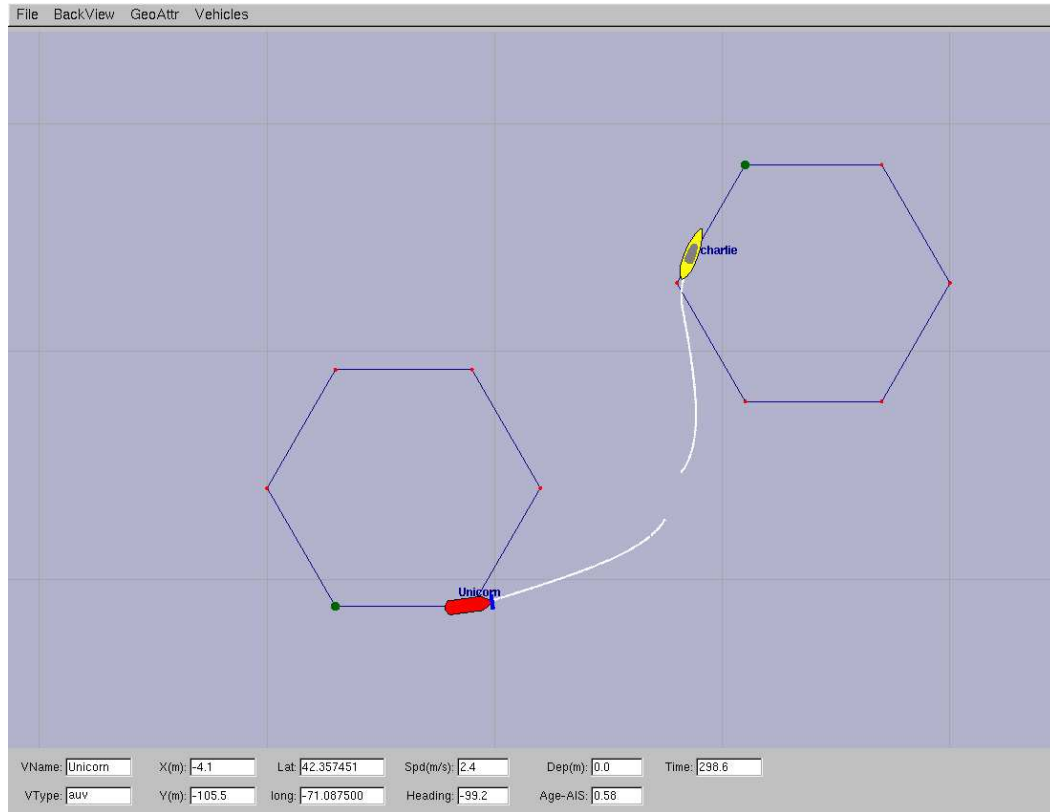 File BackView GeoAttr Vehicles
charlie
Unicorn
VName: Unicorn X(m): -4.1 Lat: 42.357451 Spd(m/s): 2.4 Dep(m): 0.0 Time: 298.6
VType: auv Y(m): -105.5 long: -71.087500 Heading: -99.2 Age-AIS: 0.58